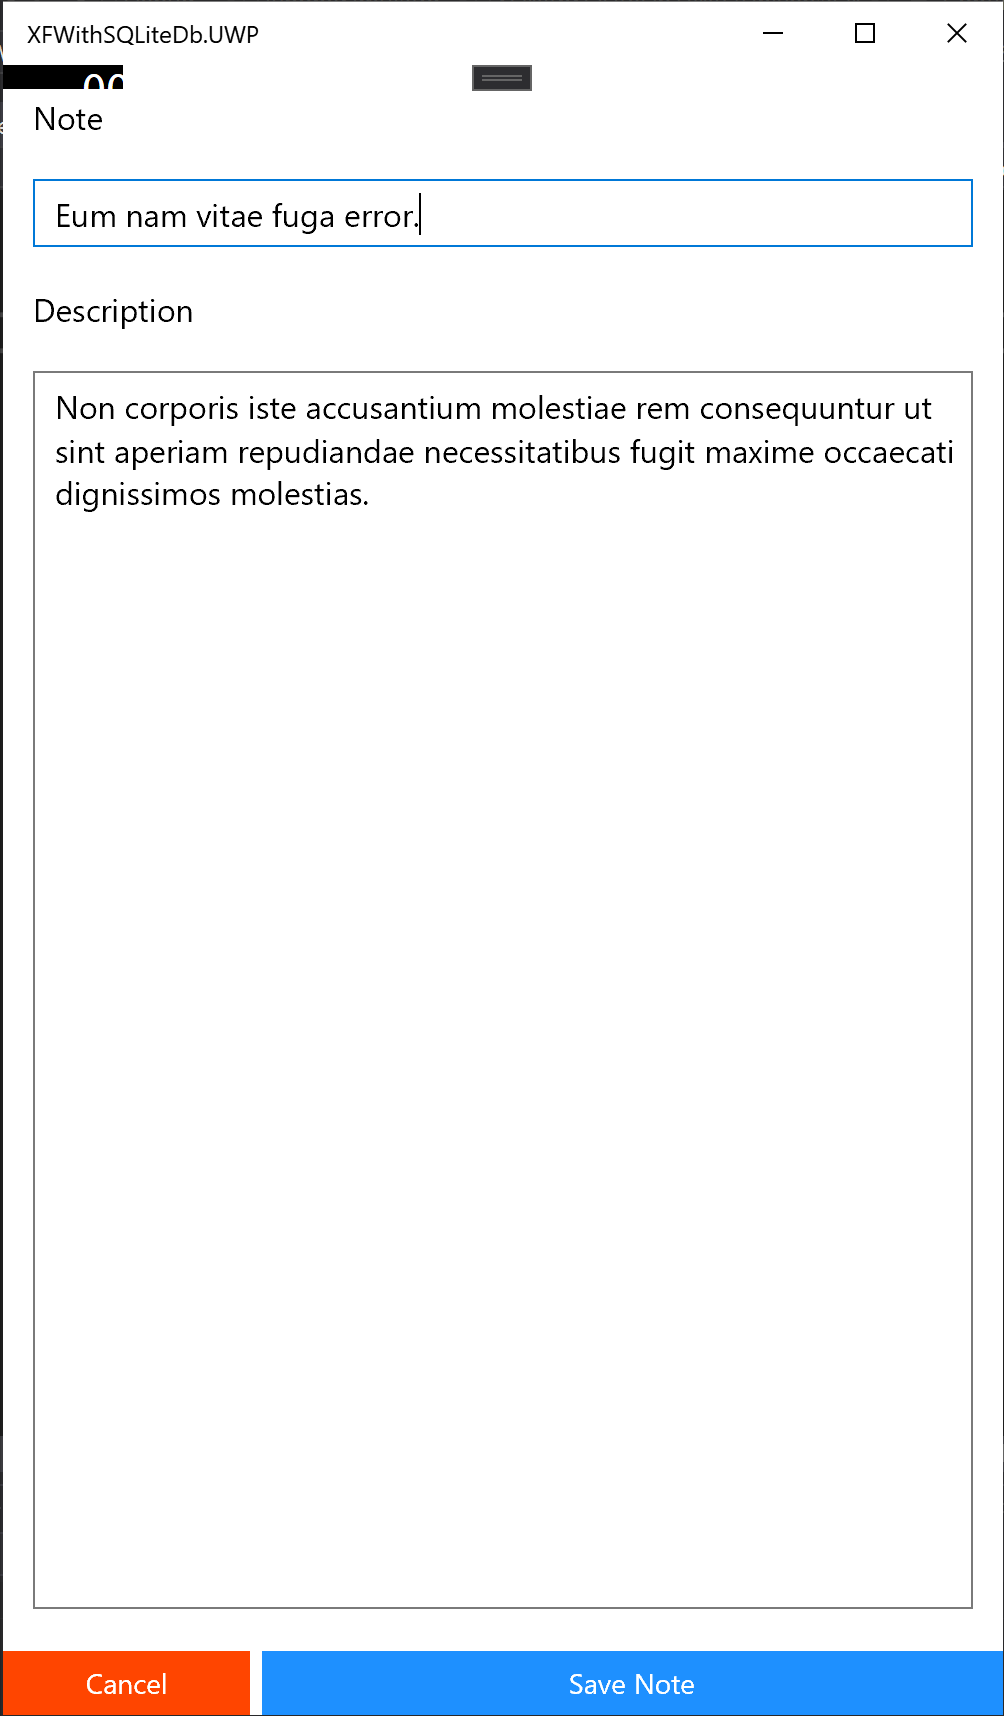 XFWithSQLiteDb.UWP
Note
Eum nam vitae fuga error.
Description
Non corporis iste accusantium molestiae rem consequuntur ut
sint aperiam repudiandae necessitatibus fugit maxime occaecati
dignissimos molestias.
Cancel
Save Note